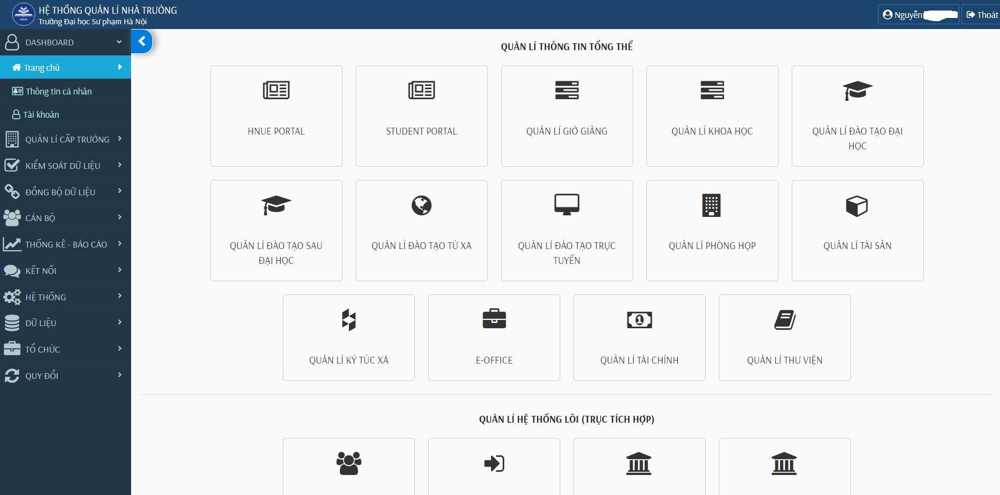 HỆ THỐNG QUẢN LÍ NHÀ TRƯỜNG
Trường Đại học Sư phạm Hà Nội
Nguyễn
Thoát
DASHBOARD
Trang chủ
Thông tin cá nhân
Tài khoản
QUẢN LÍ CẤP TRƯỜNG
KIỂM SOÁT DỮ LIỆU
ĐỒNG BỘ DỮ LIỆU
CÁN BỘ
THỐNG KÊ - BÁO CÁO
KẾT NỐI
HỆ THỐNG
DỮ LIỆU
TỔ CHỨC
QUY ĐỔI
QUẢN LÍ THÔNG TIN TỔNG THỂ
HNUE PORTAL
STUDENT PORTAL
QUẢN LÍ GIỜ GIẢNG
QUẢN LÍ KHOA HỌC
QUẢN LÍ ĐÀO TẠO ĐẠI
HỌC
QUẢN LÍ ĐÀO TẠO SAU
ĐẠI HỌC
QUẢN LÍ ĐÀO TẠO TỪ XA
QUẢN LÍ ĐÀO TẠO TRỰC
TUYẾN
QUẢN LÍ PHÒNG HỌP
QUẢN LÍ TÀI SẢN
QUẢN LÍ KÝ TÚC XÁ
E-OFFICE
QUẢN LÍ TÀI CHÍNH
QUẢN LÍ THƯ VIỆN
QUẢN LÍ HỆ THỐNG LÕI (TRỤC TÍCH HỢP)